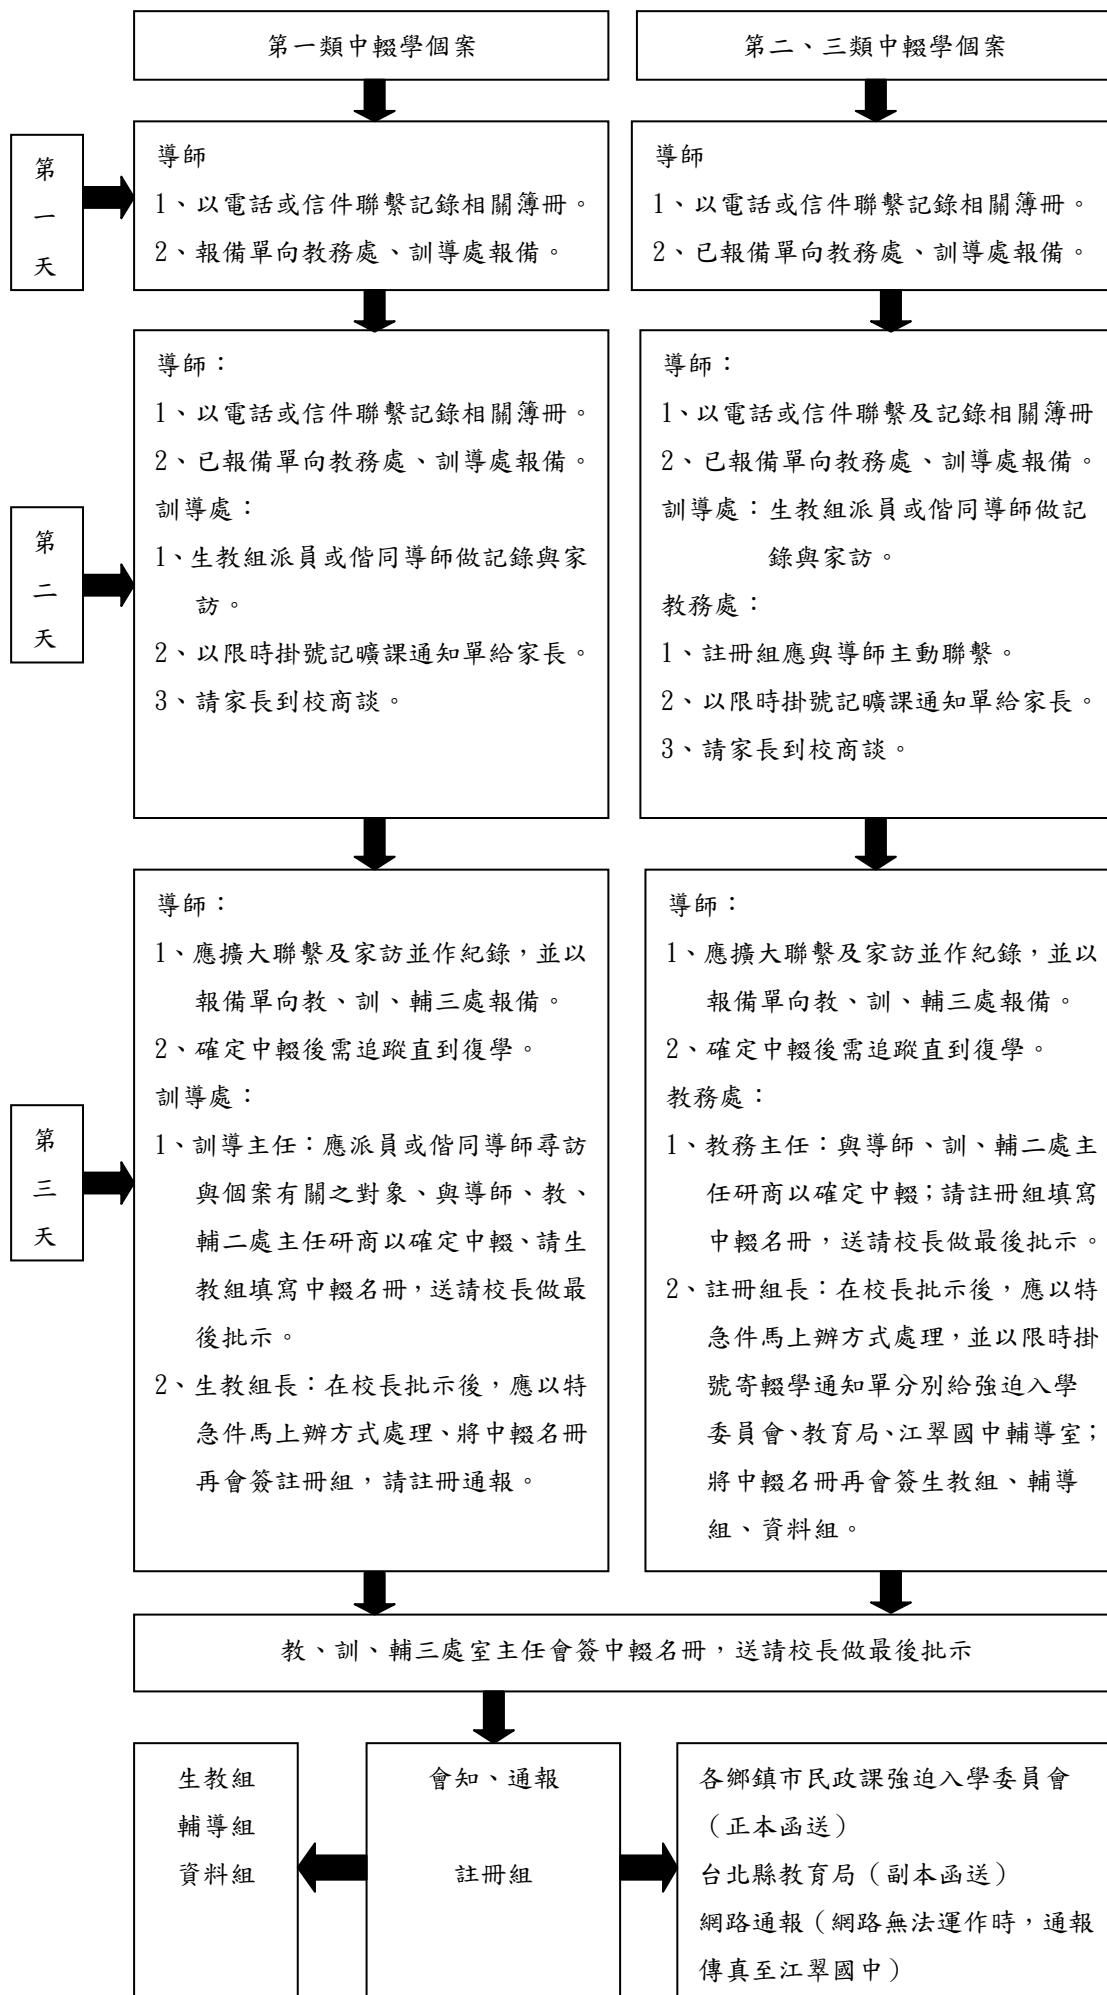 第一類中輟學個案
第二、三類中輟學個案
第
一
天
導師
1、以電話或信件聯繫記錄相關簿冊。
2、報備單向教務處、訓導處報備。
導師
1、以電話或信件聯繫記錄相關簿冊。
2、已報備單向教務處、訓導處報備。
第
二
天
導師：
1、以電話或信件聯繫記錄相關簿冊。
2、已報備單向教務處、訓導處報備。
訓導處：
1、生教組派員或偕同導師做記錄與家
訪。
2、以限時掛號記曠課通知單給家長。
3、請家長到校商談。
導師：
1、以電話或信件聯繫及記錄相關簿冊
2、已報備單向教務處、訓導處報備。
訓導處：生教組派員或偕同導師做記
錄與家訪。
教務處：
1、註冊組應與導師主動聯繫。
2、以限時掛號記曠課通知單給家長。
3、請家長到校商談。
第
三
天
導師：
1、應擴大聯繫及家訪並作紀錄，並以
報備單向教、訓、輔三處報備。
2、確定中輟後需追蹤直到復學。
訓導處：
1、訓導主任：應派員或偕同導師尋訪
與個案有關之對象、與導師、教、
輔二處主任研商以確定中輟、請生
教組填寫中輟名冊，送請校長做最
後批示。
2、生教組長：在校長批示後，應以特
急件馬上辦方式處理、將中輟名冊
再會簽註冊組，請註冊通報。
導師：
1、應擴大聯繫及家訪並作紀錄，並以
報備單向教、訓、輔三處報備。
2、確定中輟後需追蹤直到復學。
教務處：
1、教務主任：與導師、訓、輔二處主
任研商以確定中輟；請註冊組填寫
中輟名冊，送請校長做最後批示。
2、註冊組長：在校長批示後，應以特
急件馬上辦方式處理，並以限時掛
號寄輟學通知單分別給強迫入學
委員會、教育局、江翠國中輔導室；
將中輟名冊再會簽生教組、輔導
組、資料組。
教、訓、輔三處室主任會簽中輟名冊，送請校長做最後批示
生教組
輔導組
資料組
會知、通報
註冊組
各鄉鎮市民政課強迫入學委員會
（正本函送）
台北縣教育局（副本函送）
網路通報（網路無法運作時，通報
傳真至江翠國中）